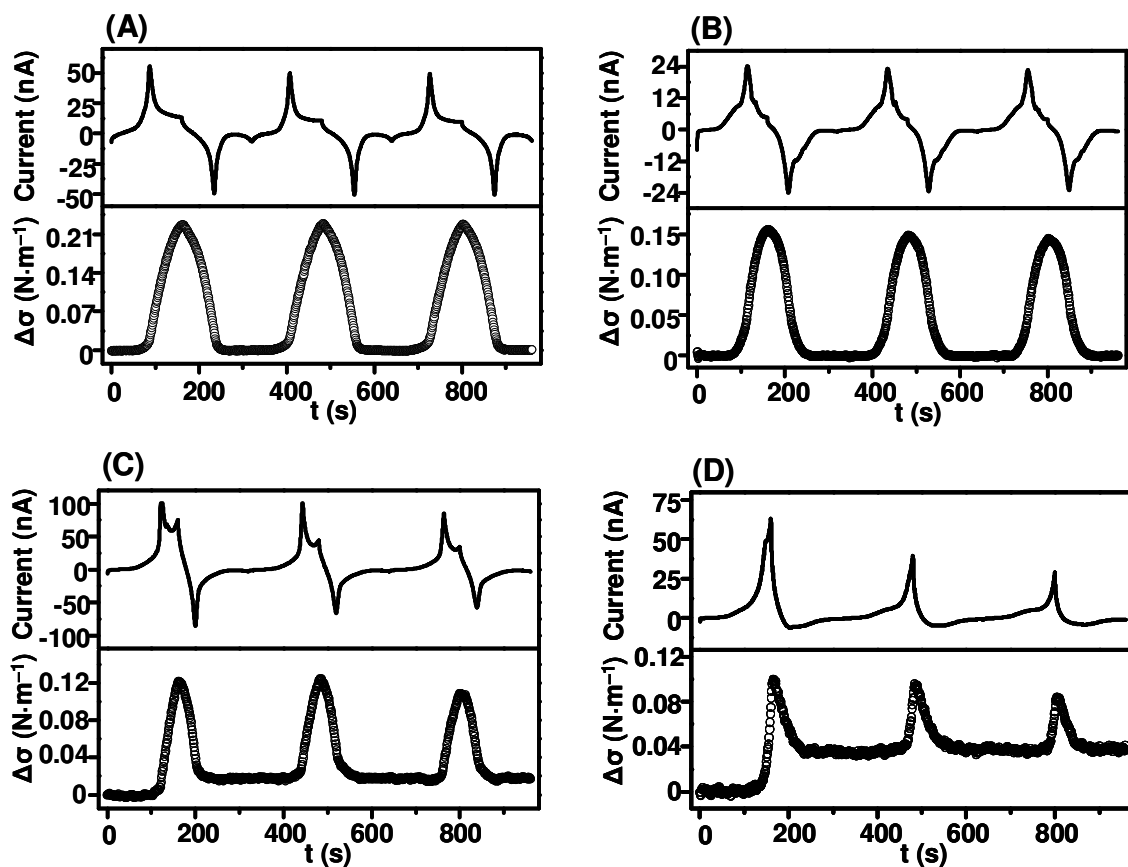 (A)
Current (nA)
50
25
0
-25
-50
Δσ (N·m⁻¹)
0.21
0.14
0.07
0
0 200 400 600 800
t (s)
(B)
Current (nA)
24
12
0
-12
-24
Δσ (N·m⁻¹)
0.15
0.10
0.05
0
0 200 400 600 800
t (s)
(C)
Current (nA)
100
50
0
-50
-100
Δσ (N·m⁻¹)
0.12
0.08
0.04
0
0 200 400 600 800
t (s)
(D)
Current (nA)
75
50
25
0
Δσ (N·m⁻¹)
0.12
0.08
0.04
0
0 200 400 600 800
t (s)